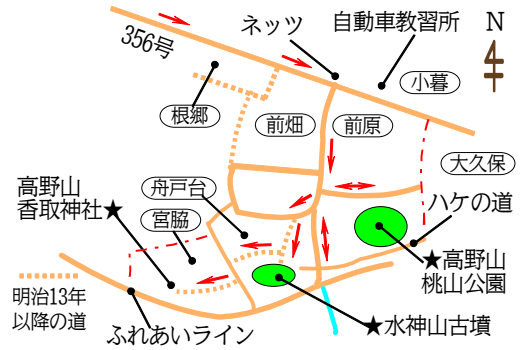 ネッツ
自動車教習所
N
356号
小暮
根郷
前畑
前原
大久保
高野山
香取神社★
舟戸台
宮脇
ハケの道
★高野山
桃山公園
明治13年
以降の道
ふれあいライン
★水神山古墳